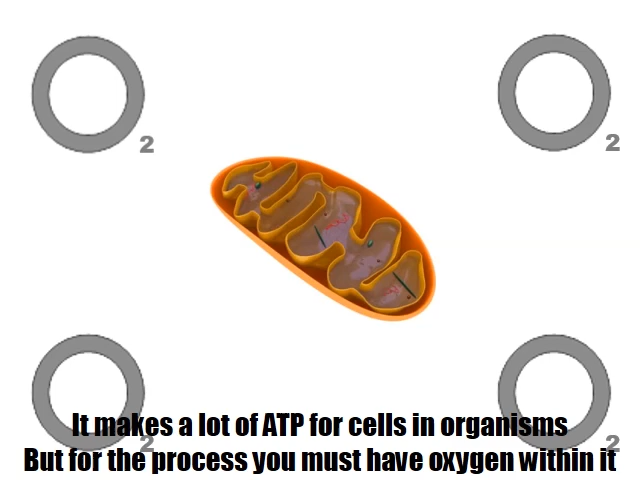 O2
O2
O2
O2
It makes a lot of ATP for cells in organisms
But for the process you must have oxygen within it